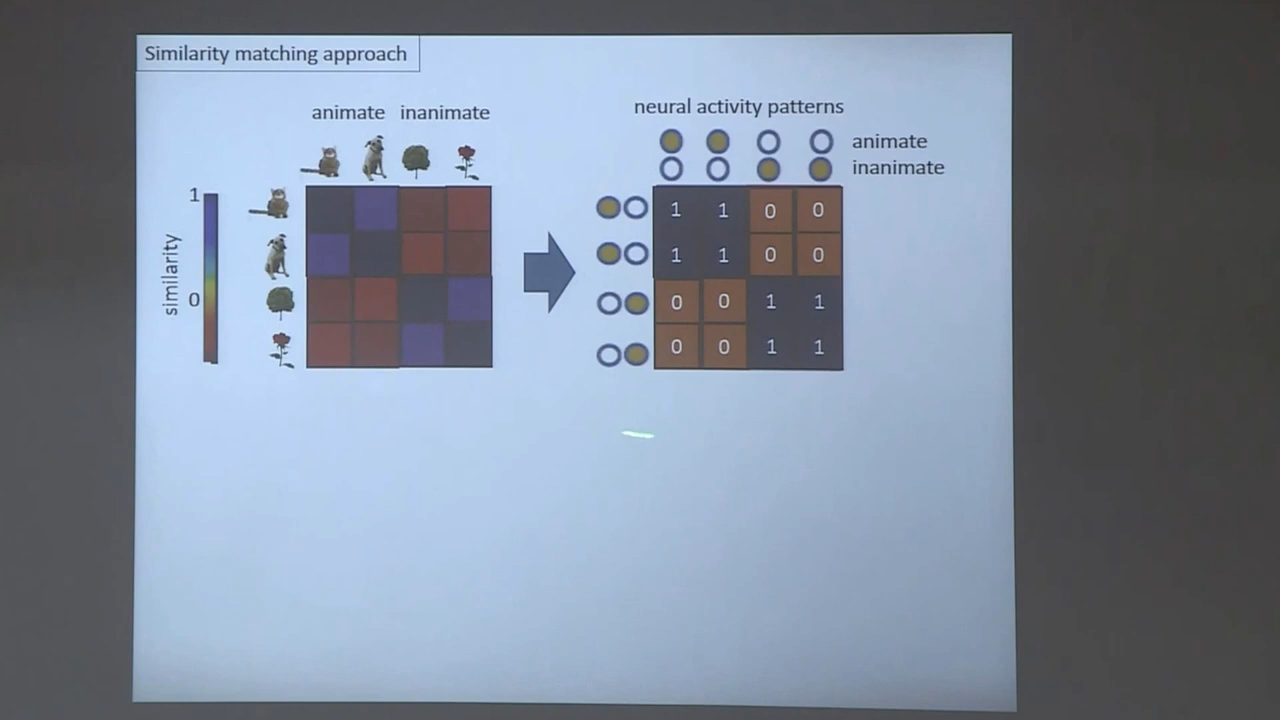 Similarity matching approach
animate inanimate
neural activity patterns
animate
inanimate
1
similarity
0
1 1 0 0
1 1 0 0
0 0 1 1
0 0 1 1